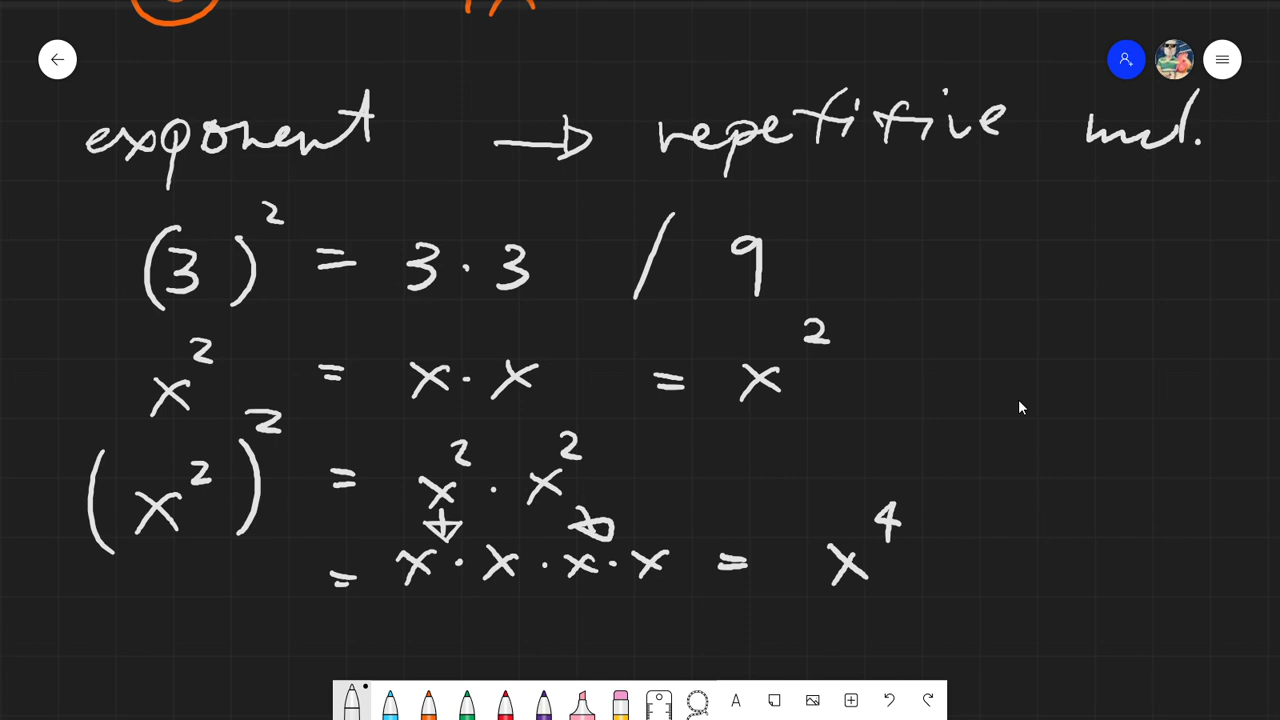 exponent → repetitive mul.
(3)² = 3 · 3 / 9
x² = x · x = x²
(x²)² = x² · x²
= x · x · x · x = x⁴
A